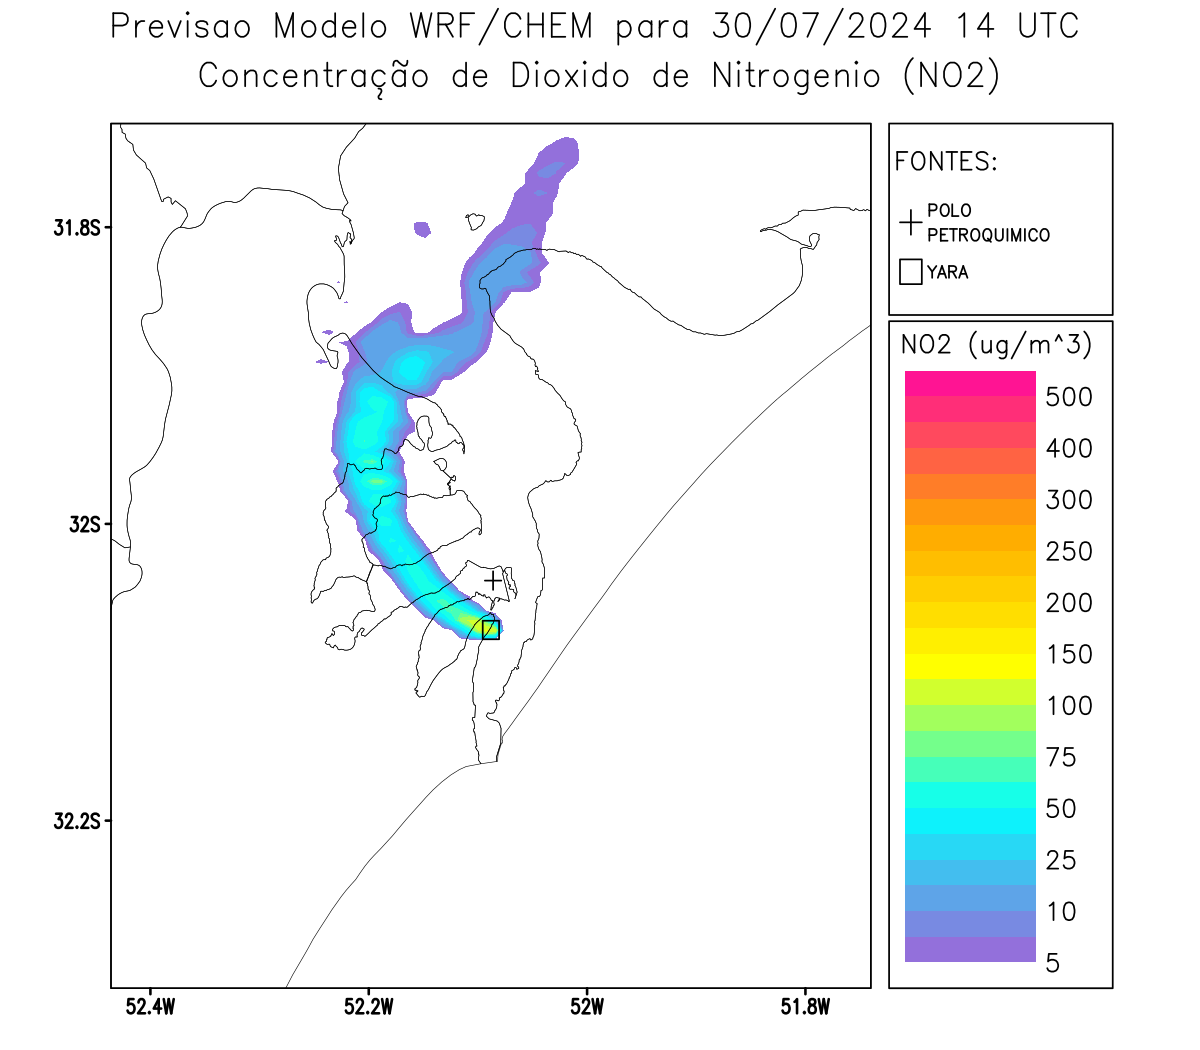 Previsao Modelo WRF/CHEM para 30/07/2024 14 UTC
Concentração de Dioxido de Nitrogenio (NO2)
FONTES:
POLO
PETROQUIMICO
YARA
31.8S
32S
32.2S
52.4W
52.2W
52W
51.8W
NO2 (ug/m^3)
500
400
300
250
200
150
100
75
50
25
10
5